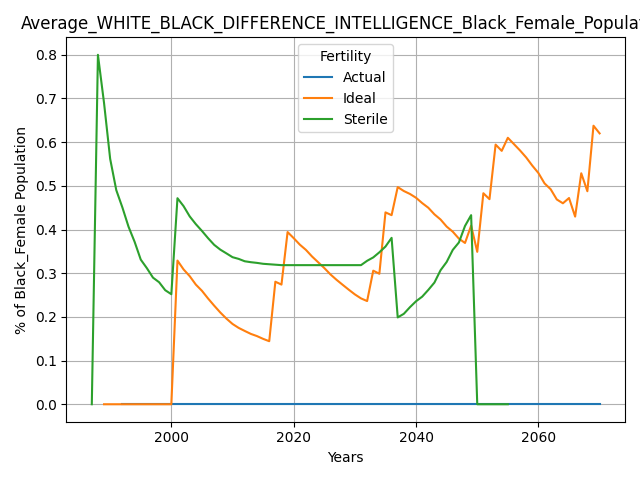 Average_WHITE_BLACK_DIFFERENCE_INTELLIGENCE_Black_Female_Populat
Fertility
Actual
Ideal
Sterile
% of Black_Female Population
0.8
0.7
0.6
0.5
0.4
0.3
0.2
0.1
0.0
2000 2020 2040 2060
Years